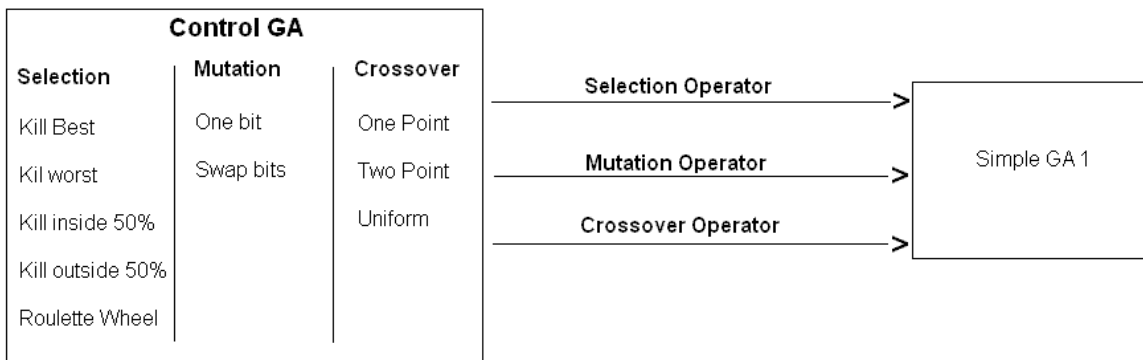 Control GA
Selection
Mutation
Crossover
Kill Best
One bit
One Point
Kil worst
Swap bits
Two Point
Kill inside 50%
Uniform
Kill outside 50%
Roulette Wheel
Selection Operator
Mutation Operator
Crossover Operator
Simple GA 1